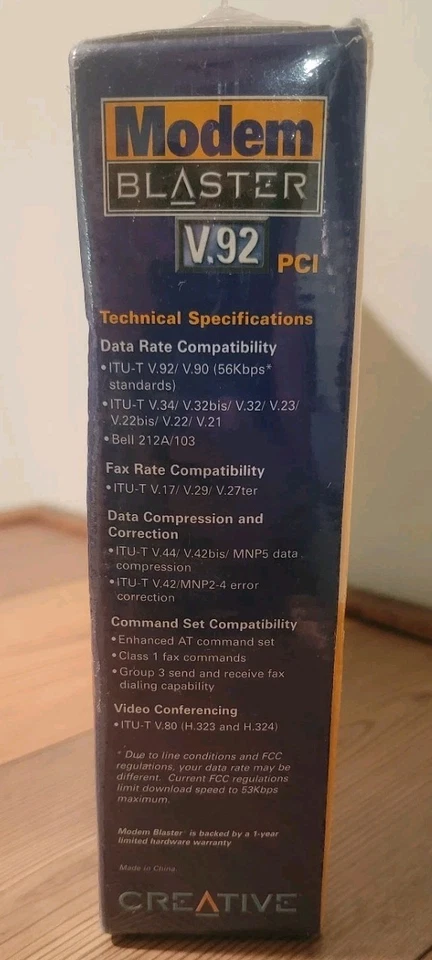 Modem
BLASTER
V.92
PCI
Technical Specifications
Data Rate Compatibility
•ITU-T V.92/ V.90 (56Kbps*
standards)
•ITU-T V.34/ V.32bis/ V.32/ V.23/
V.22bis/ V.22/ V.21
•Bell 212A/103
Fax Rate Compatibility
•ITU-T V.17/ V.29/ V.27ter
Data Compression and
Correction
•ITU-T V.44/ V.42bis/ MNP5 data
compression
•ITU-T V.42/MNP2-4 error
correction
Command Set Compatibility
•Enhanced AT command set
•Class 1 fax commands
•Group 3 send and receive fax
dialing capability
Video Conferencing
•ITU-T V.80 (H.323 and H.324)
* Due to line conditions and FCC
regulations, your data rate may be
different. Current FCC regulations
limit download speed to 53Kbps
maximum.
Modem Blaster is backed by a 1-year
limited hardware warranty
Made in China
CREATIVE